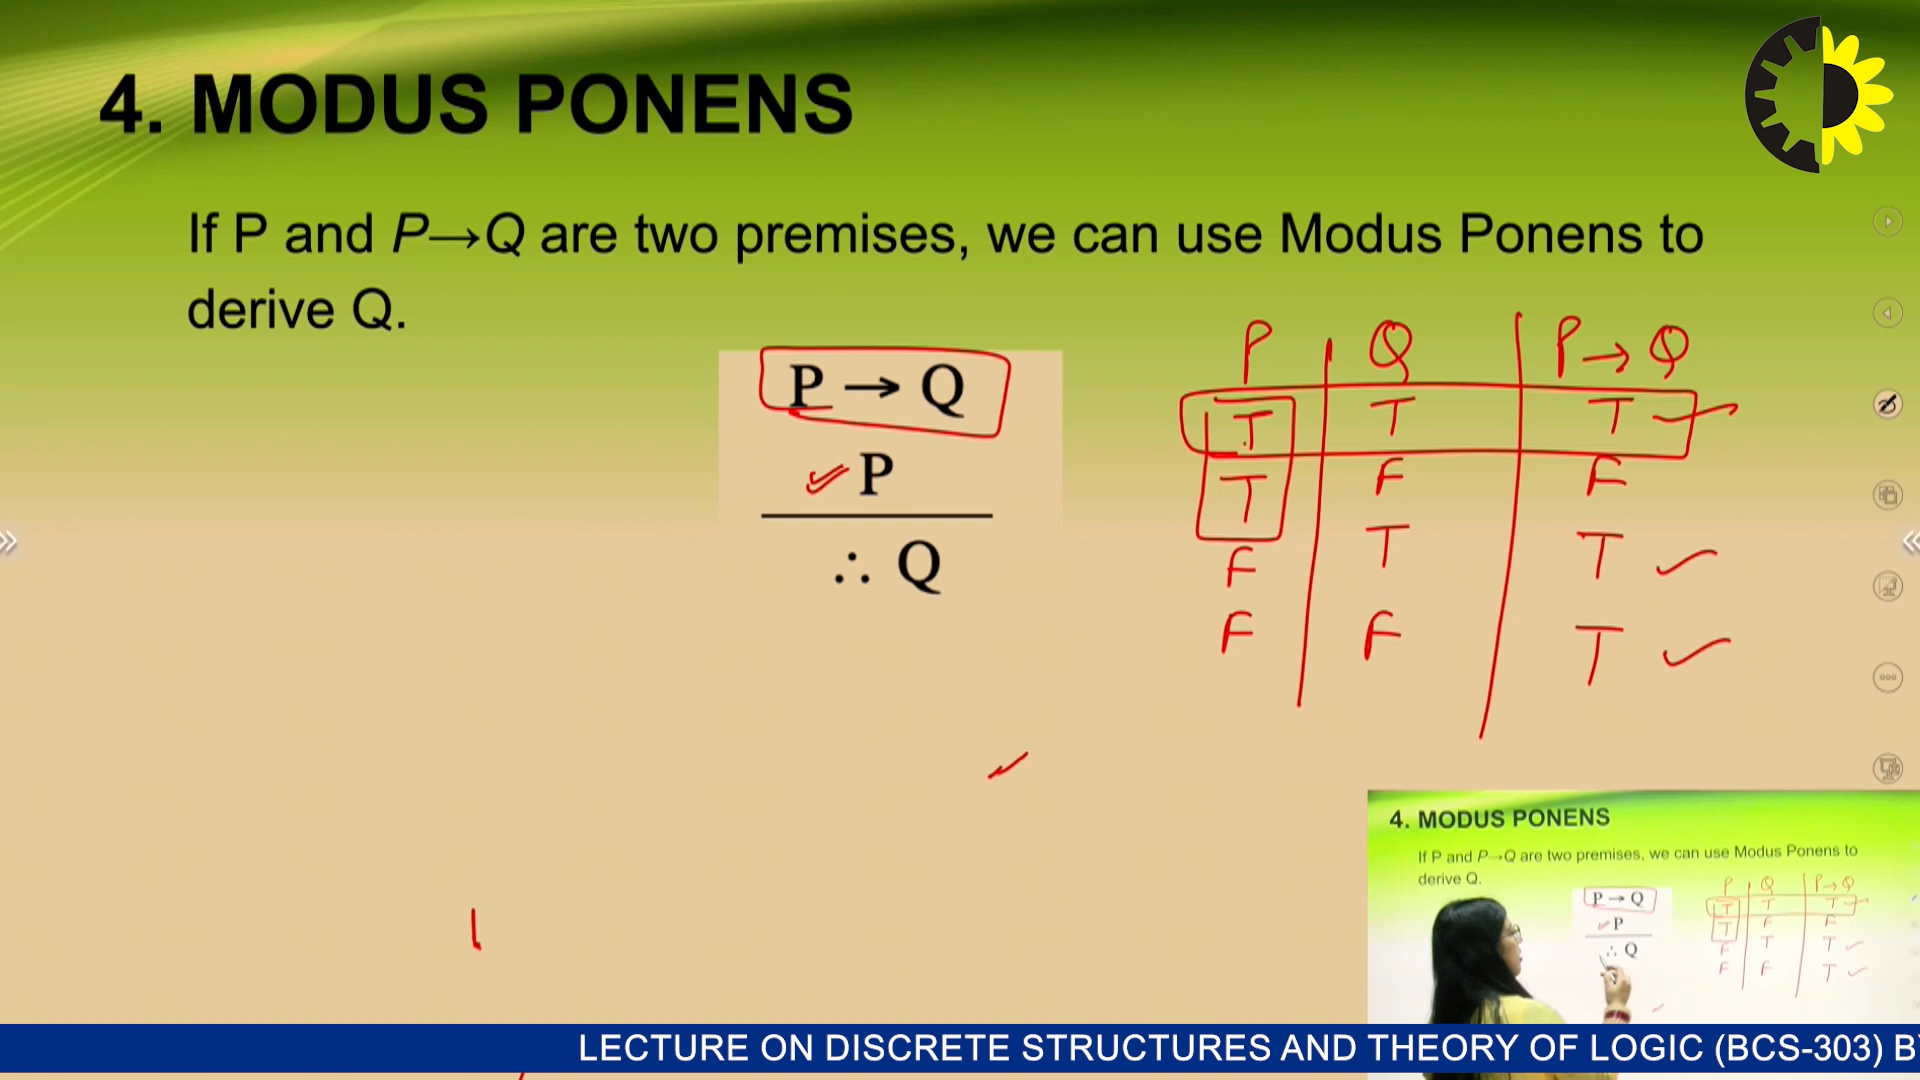 4. MODUS PONENS
If P and P→Q are two premises, we can use Modus Ponens to
derive Q.
P → Q
P
∴ Q
P Q P→Q
T T T
T F F
F T T
F F T
4. MODUS PONENS
If P and P→Q are two premises, we can use Modus Ponens to
derive Q.
P → Q
P
∴ Q
P Q P→Q
T T T
T F F
F T T
F F T
LECTURE ON DISCRETE STRUCTURES AND THEORY OF LOGIC (BCS-303) B